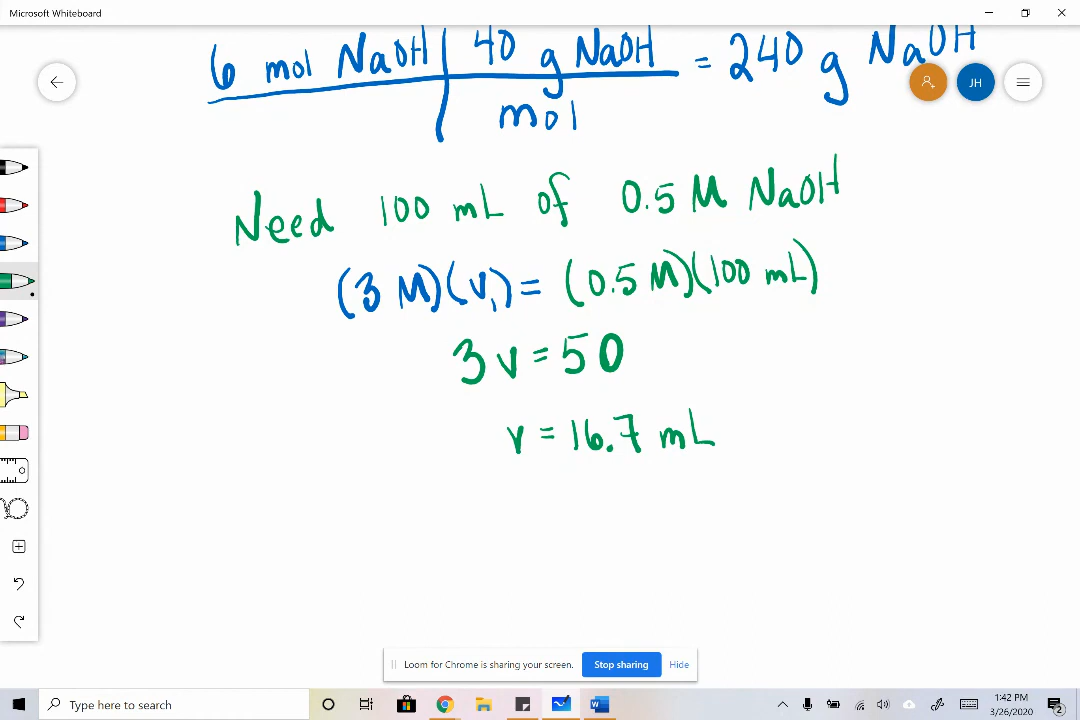 Microsoft Whiteboard
6 mol NaOH | 40 g NaOH = 240 g NaOH
mol
JH
Need 100 mL of 0.5 M NaOH
(3 M)(V₁) = (0.5 M)(100 mL)
3v = 50
v = 16.7 mL
Loom for Chrome is sharing your screen. Stop sharing Hide
Type here to search
1:42 PM
3/26/2020
2